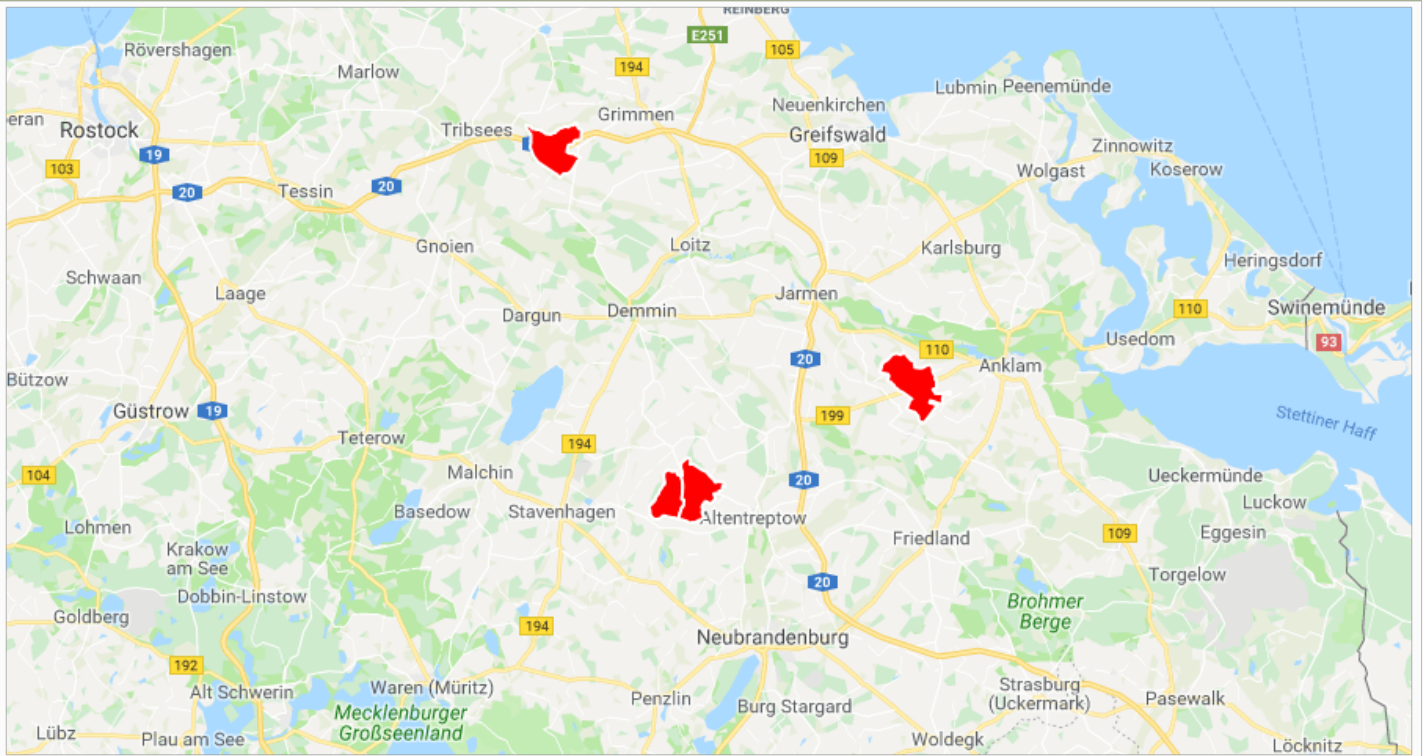 REINBERG
E251
105
Rövershagen
194
Marlow
Lubmin
Peenemünde
Neuenkirchen
Grimmen
eran
Rostock
Tribsees
Greifswald
Zinnowitz
19
109
103
Wolgast
Koserow
20
20
Tessin
Gnoien
Loitz
Karlsburg
Heringsdorf
Schwaan
Laage
Jarmen
Dargun
Demmin
110
Swinemünde
Usedom
93
110
20
Anklam
Bützow
Güstrow
19
199
Stettiner Haff
Teterow
194
104
Malchin
20
Ueckermünde
Basedow
Stavenhagen
Altentreptow
Luckow
Lohmen
Friedland
109
Eggesin
Krakow
am See
Torgelow
20
Dobbin-Linstow
Brohmer
Berge
Goldberg
194
Neubrandenburg
192
Alt Schwerin
Waren (Müritz)
Penzlin
Burg Stargard
Strasburg
(Uckermark)
Pasewalk
Mecklenburger
Großseenland
Lübz
Plau am See
Woldegk
Löcknitz